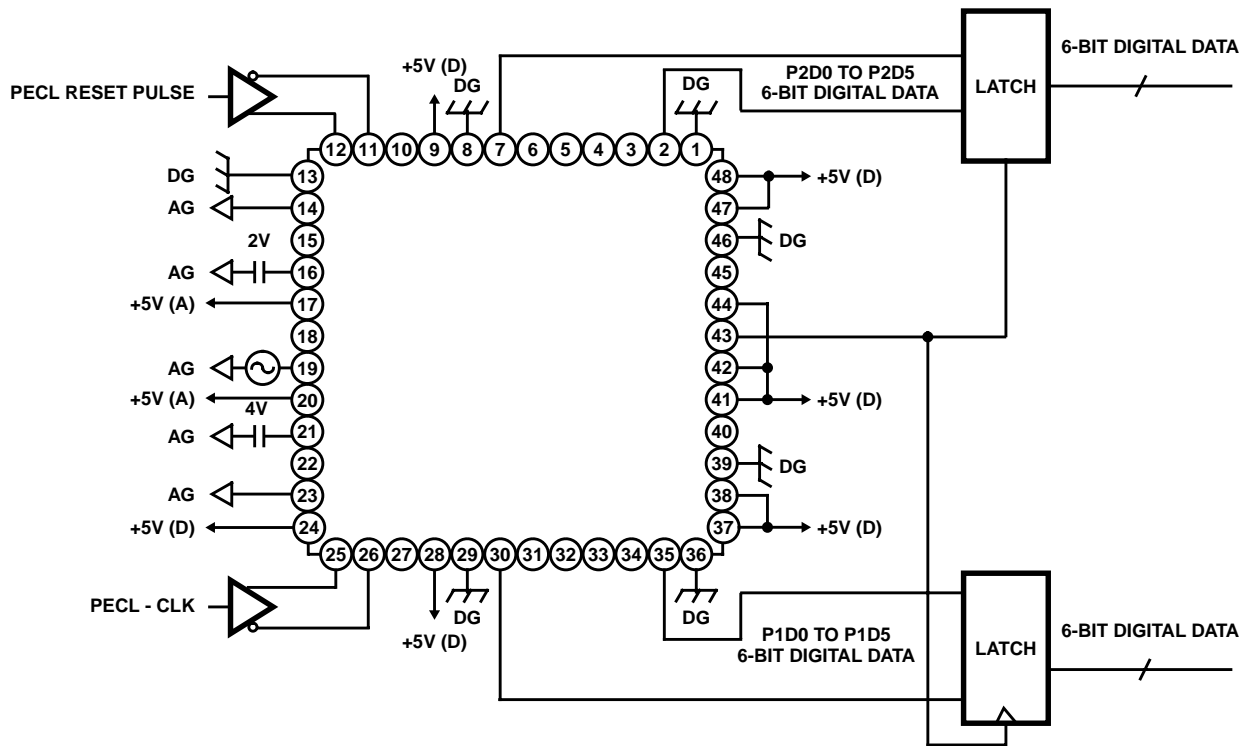 6-BIT DIGITAL DATA
LATCH
P2D0 TO P2D5
6-BIT DIGITAL DATA
+5V (D)
DG
DG
PECL RESET PULSE
12 11 10 9 8 7 6 5 4 3 2 1
DG 13
AG 14
15
2V
AG 16
+5V (A) 17
18
AG 19
+5V (A) 20
4V
AG 21
22
AG 23
+5V (D) 24
48 +5V (D)
47
46 DG
45
44
43
42
41 +5V (D)
40
39 DG
38
37 +5V (D)
25 26 27 28 29 30 31 32 33 34 35 36
PECL - CLK
DG
+5V (D)
DG
P1D0 TO P1D5
6-BIT DIGITAL DATA
LATCH
6-BIT DIGITAL DATA